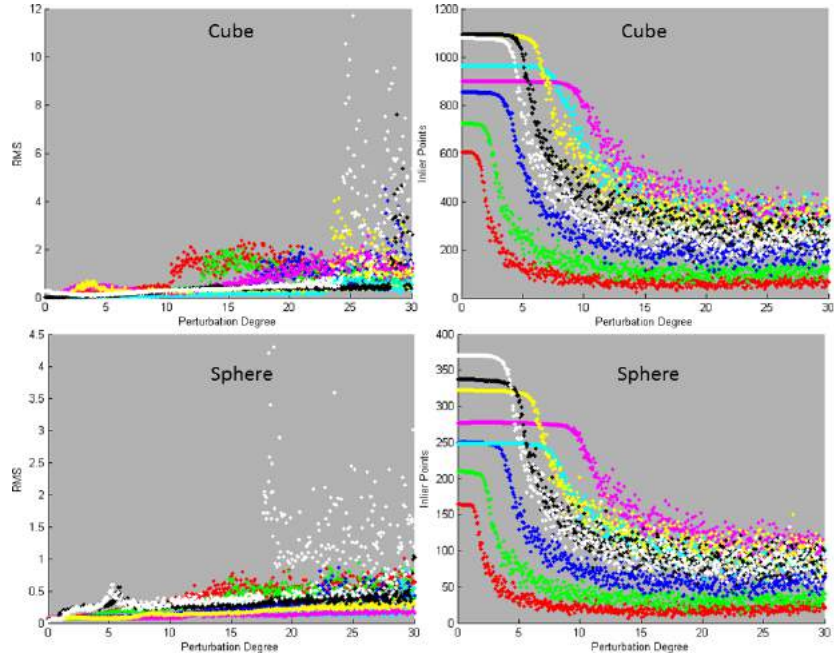 Cube
12
10
8
6
4
2
0
RMS
0 5 10 15 20 25 30
Perturbation Degree
Cube
1200
1000
800
600
400
200
0
Inlier Points
0 5 10 15 20 25 30
Perturbation Degree
Sphere
4.5
4
3.5
3
2.5
2
1.5
1
0.5
0
RMS
0 5 10 15 20 25 30
Perturbation Degree
Sphere
400
350
300
250
200
150
100
50
0
Inlier Points
0 5 10 15 20 25 30
Perturbation Degree